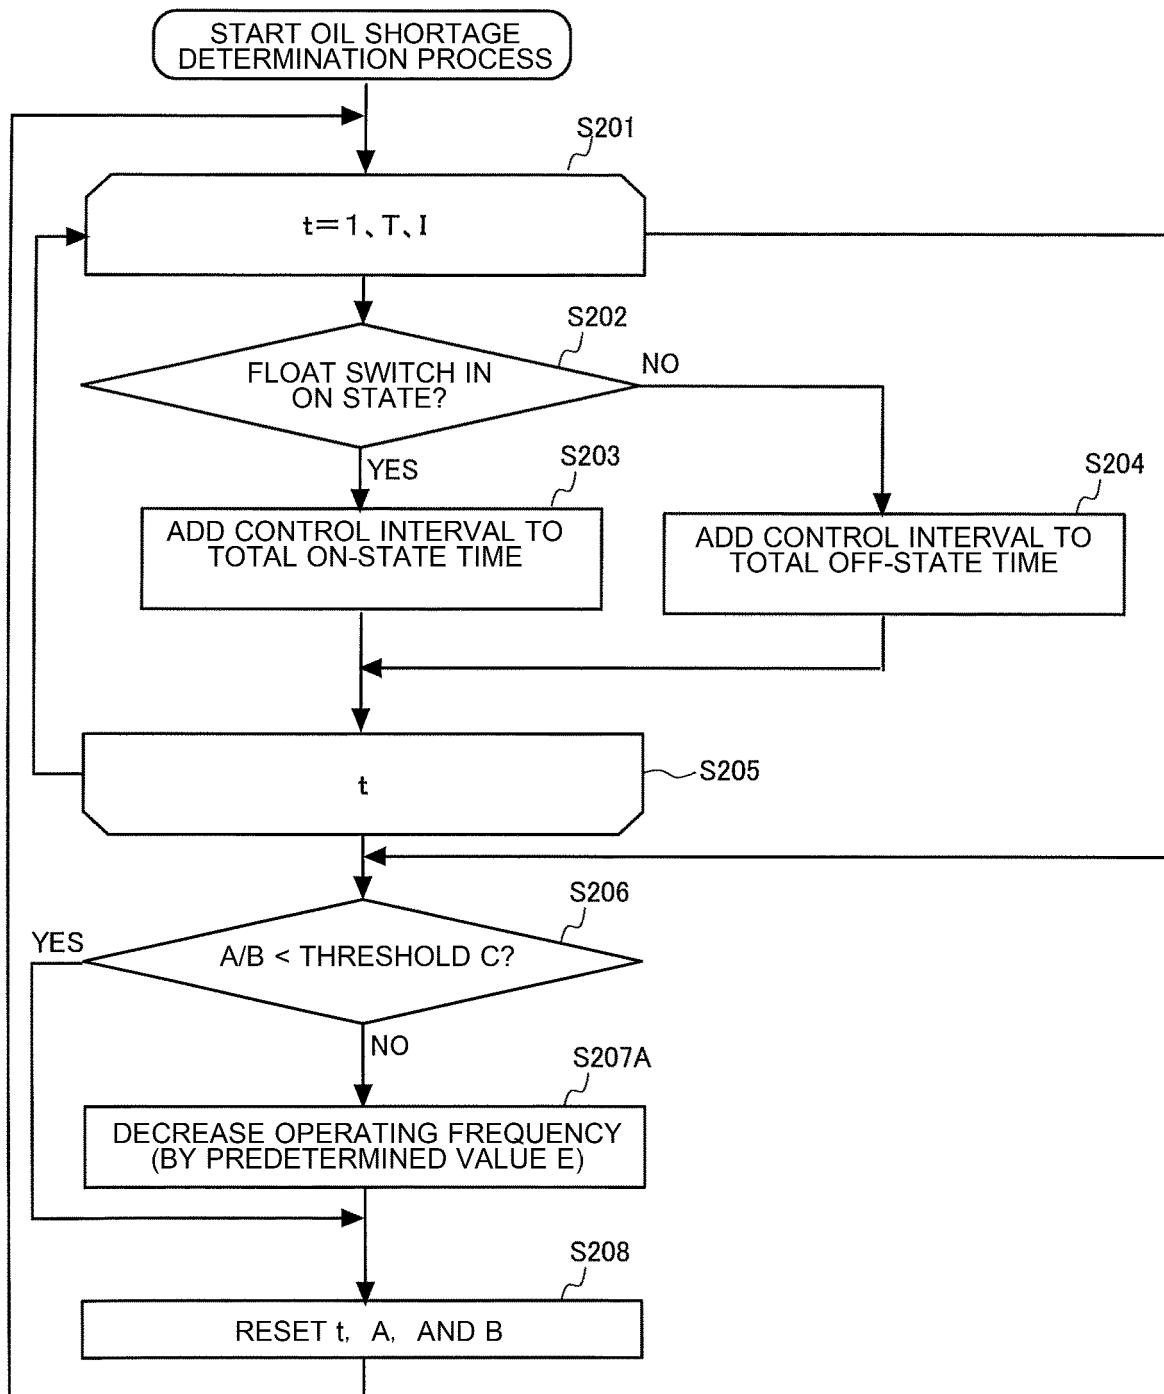 START OIL SHORTAGE
DETERMINATION PROCESS
S201
t=1、T、I
S202
FLOAT SWITCH IN
ON STATE?
NO
YES
S203
ADD CONTROL INTERVAL TO
TOTAL ON-STATE TIME
S204
ADD CONTROL INTERVAL TO
TOTAL OFF-STATE TIME
t
S205
S206
YES
A/B < THRESHOLD C?
NO
S207A
DECREASE OPERATING FREQUENCY
(BY PREDETERMINED VALUE E)
S208
RESET t, A, AND B